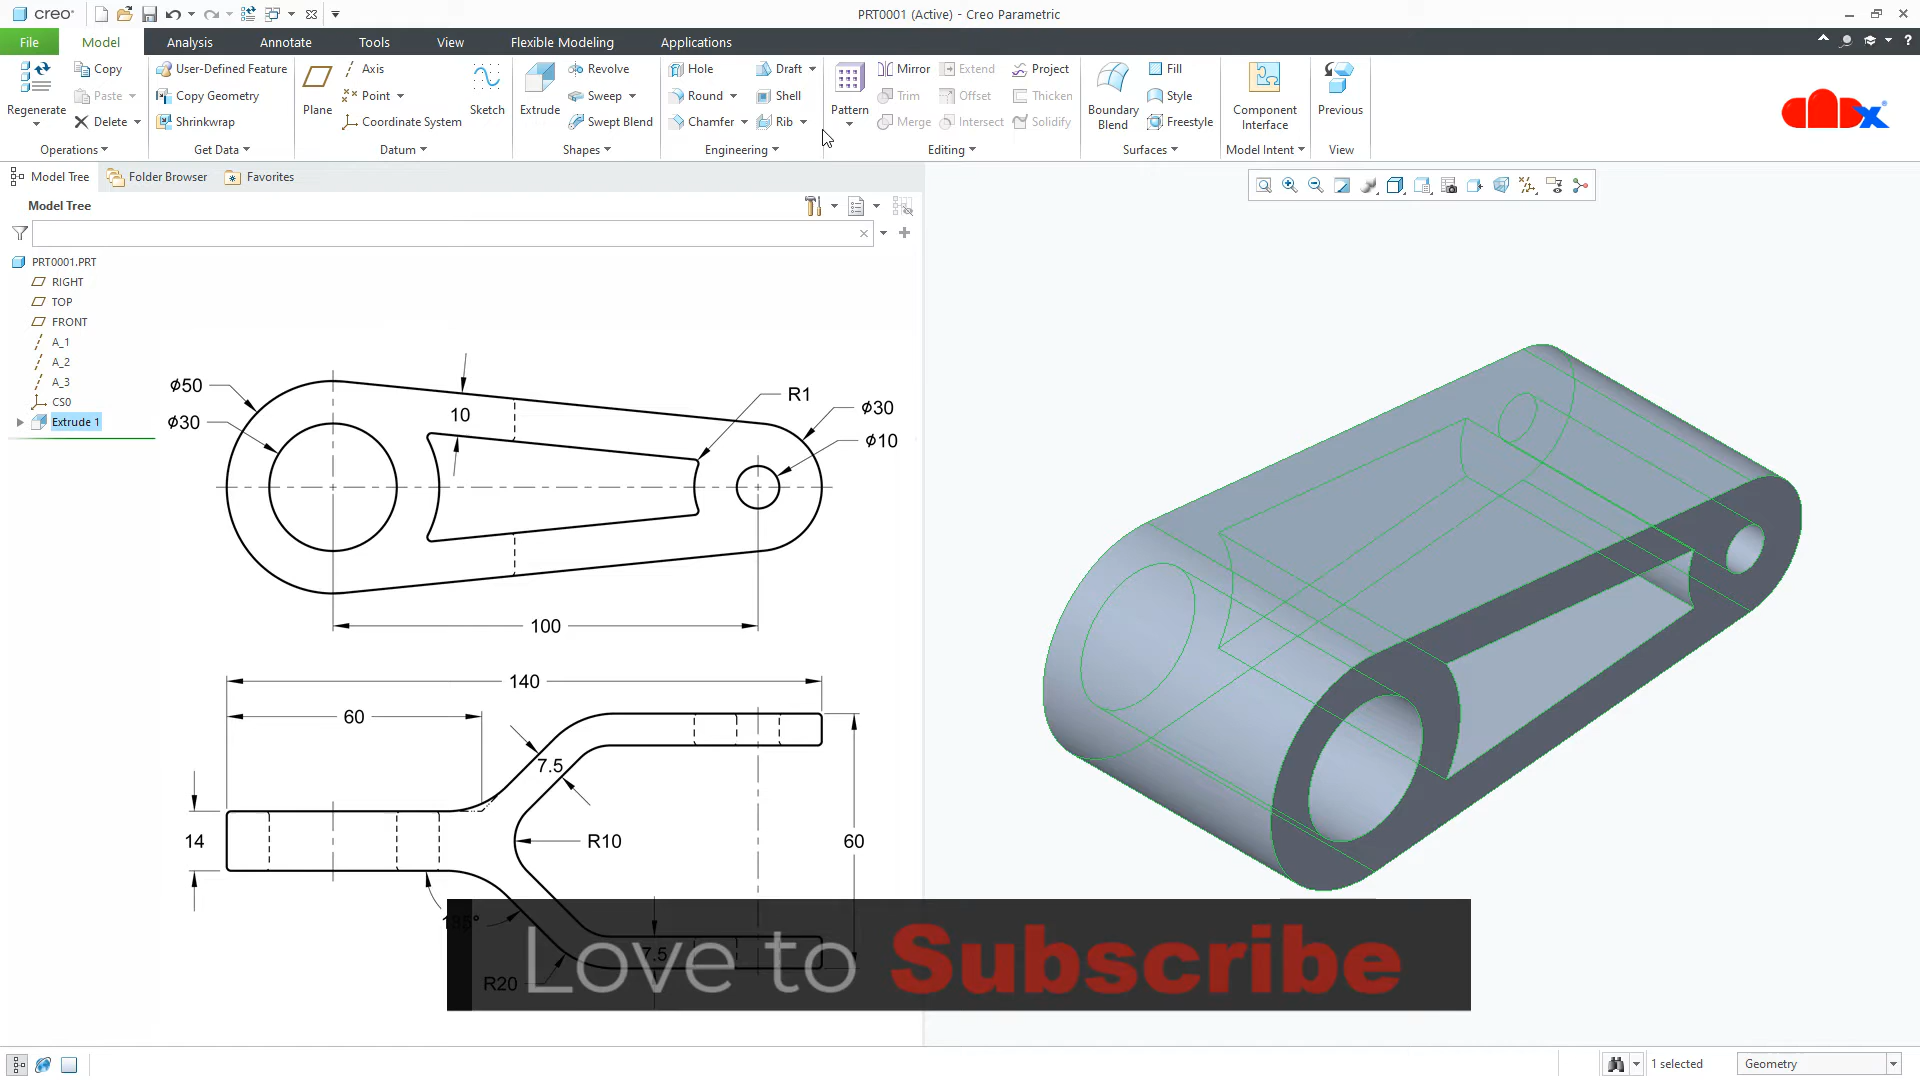 creo
PRT0001 (Active) - Creo Parametric
File
Model
Analysis
Annotate
Tools
View
Flexible Modeling
Applications
Regenerate
Copy
Paste
Delete
Operations
User-Defined Feature
Copy Geometry
Shrinkwrap
Get Data
Plane
Axis
Point
Coordinate System
Sketch
Datum
Extrude
Revolve
Sweep
Swept Blend
Shapes
Hole
Round
Chamfer
Draft
Shell
Rib
Engineering
Pattern
Mirror
Trim
Merge
Extend
Offset
Intersect
Project
Thicken
Solidify
Editing
Boundary
Blend
Fill
Style
Freestyle
Surfaces
Component
Interface
Model Intent
Previous
View
Model Tree
Folder Browser
Favorites
Model Tree
PRT0001.PRT
RIGHT
TOP
FRONT
A_1
A_2
A_3
CS0
Extrude 1
ϕ50
ϕ30
10
R1
ϕ30
ϕ10
100
140
60
7.5
14
R10
60
135°
7.5
R20
Love to Subscribe
1 selected
Geometry